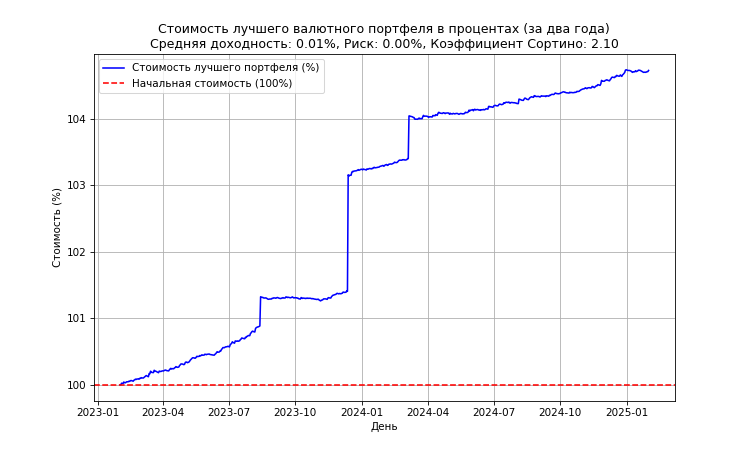 Стоимость лучшего валютного портфеля в процентах (за два года)
Средняя доходность: 0.01%, Риск: 0.00%, Коэффициент Сортино: 2.10
Стоимость лучшего портфеля (%)
Начальная стоимость (100%)
104
103
102
101
100
Стоимость (%)
2023-01 2023-04 2023-07 2023-10 2024-01 2024-04 2024-07 2024-10 2025-01
День